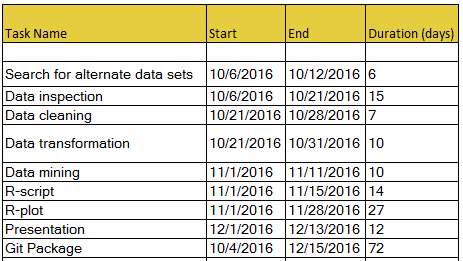 Task Name Start End Duration (days)
Search for alternate data sets 10/6/2016 10/12/2016 6
Data inspection 10/6/2016 10/21/2016 15
Data cleaning 10/21/2016 10/28/2016 7
Data transformation 10/21/2016 10/31/2016 10
Data mining 11/1/2016 11/11/2016 10
R-script 11/1/2016 11/15/2016 14
R-plot 11/1/2016 11/28/2016 27
Presentation 12/1/2016 12/13/2016 12
Git Package 10/4/2016 12/15/2016 72